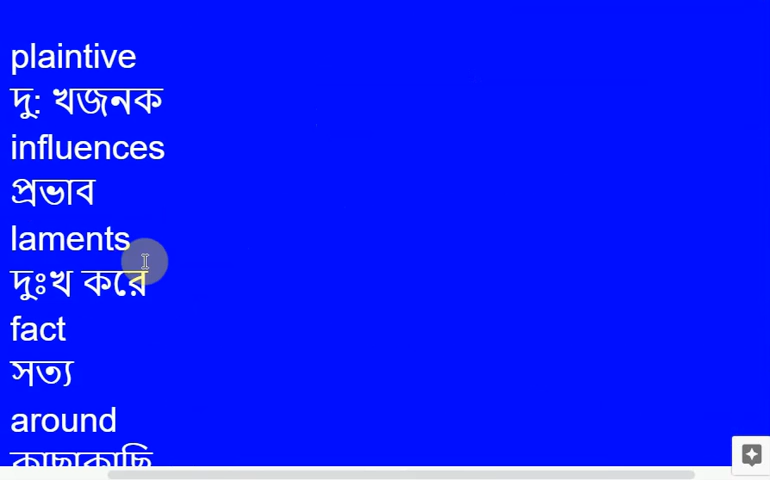 plaintive
দু: খজনক
influences
প্রভাব
laments
দুঃখ করে
fact
সত্য
around
কাছাকাছি